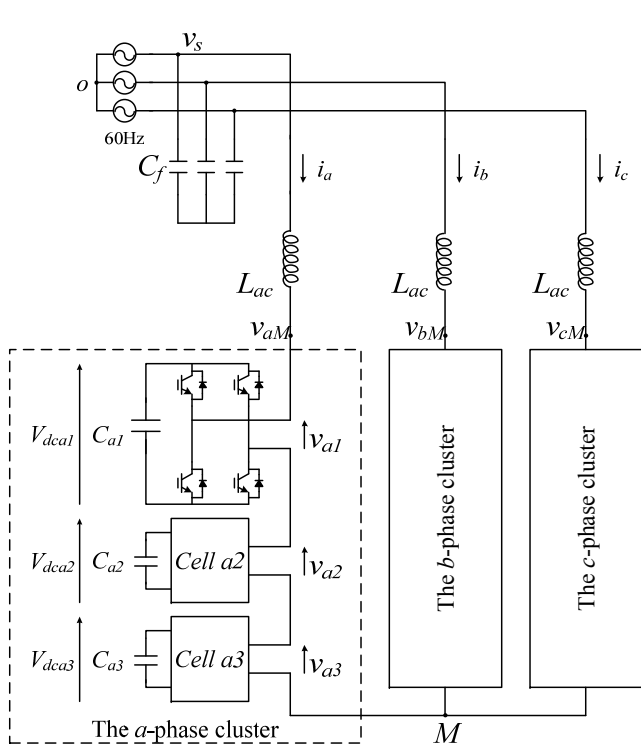 v_s
o
60Hz
C_f
i_a
i_b
i_c
L_ac
L_ac
L_ac
v_aM
v_bM
v_cM
V_dca1
C_a1
v_a1
V_dca2
C_a2
Cell a2
v_a2
V_dca3
C_a3
Cell a3
v_a3
The a-phase cluster
The b-phase cluster
The c-phase cluster
M